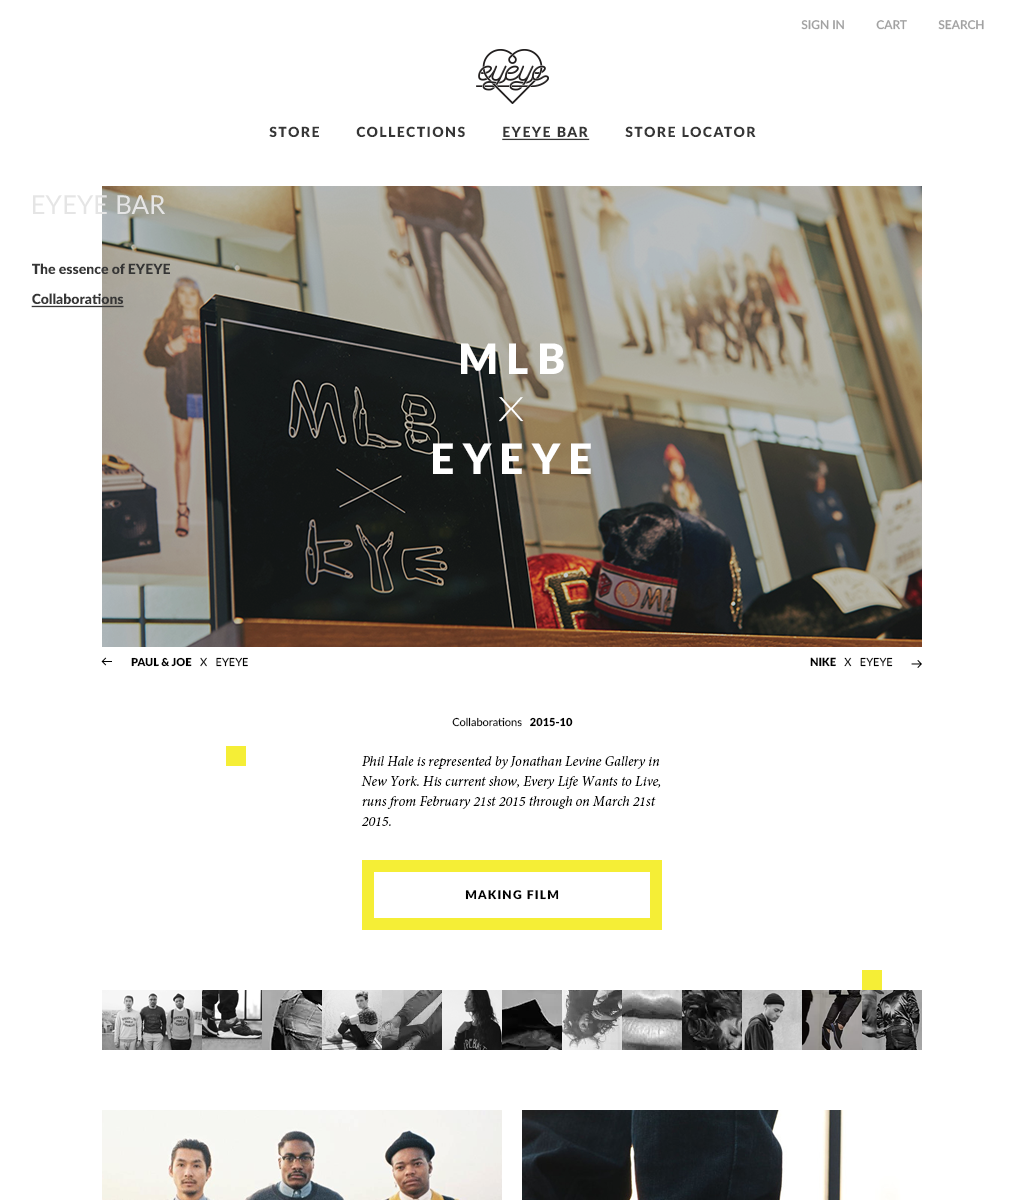 SIGN IN CART SEARCH
eyeye
STORE COLLECTIONS EYEYE BAR STORE LOCATOR
EYEYE BAR
The essence of EYEYE
Collaborations
MLB
X
EYEYE
MLB
X
KYE
PAUL & JOE X EYEYE
NIKE X EYEYE
Collaborations 2015-10
Phil Hale is represented by Jonathan Levine Gallery in
New York. His current show, Every Life Wants to Live,
runs from February 21st 2015 through on March 21st
2015.
MAKING FILM